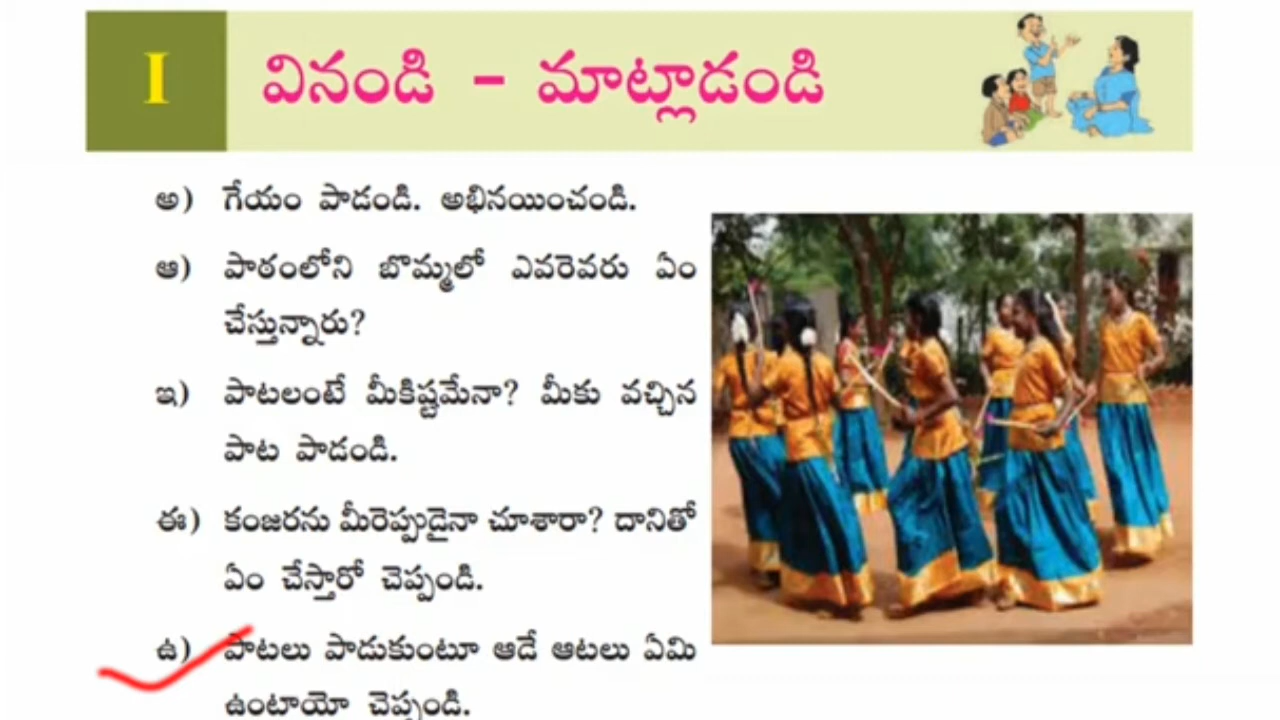 I వినండి - మాట్లాడండి
అ) గేయం పాడండి. అభినయించండి.
ఆ) పాఠంలోని బొమ్మలో ఎవరెవరు ఏం
చేస్తున్నారు?
ఇ) పాటలంటే మీకిష్టమేనా? మీకు వచ్చిన
పాట పాడండి.
ఈ) కంజరను మీరెప్పుడైనా చూశారా? దానితో
ఏం చేస్తారో చెప్పండి.
ఉ) పాటలు పాడుకుంటూ ఆడే ఆటలు ఏమి
ఉంటాయో చెప్పండి.